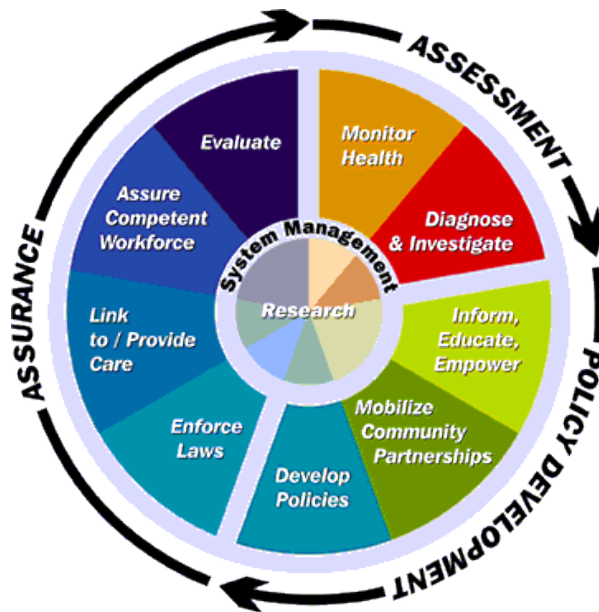 ASSESSMENT
Monitor
Health
Diagnose
& Investigate
POLICY DEVELOPMENT
Inform,
Educate,
Empower
Mobilize
Community
Partnerships
Develop
Policies
ASSURANCE
Enforce
Laws
Link
to / Provide
Care
Assure
Competent
Workforce
Evaluate
System Management
Research